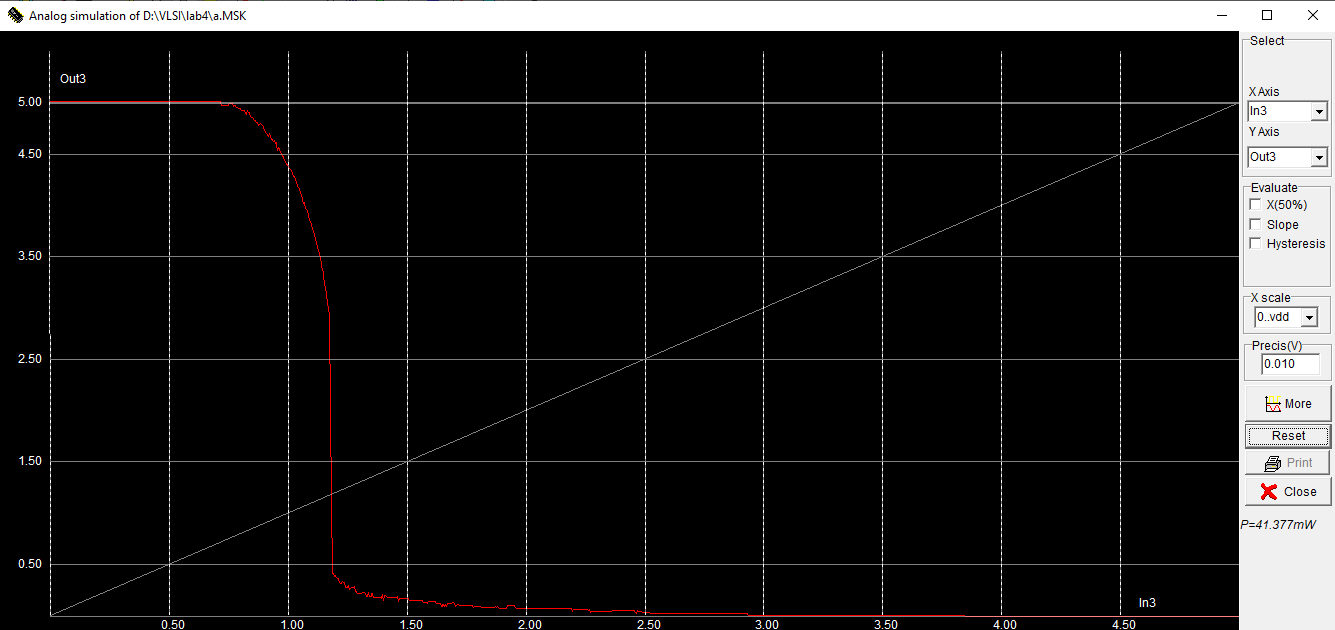 Analog simulation of D:\VLSI\lab4\a.MSK
Out3
5.00
4.50
3.50
2.50
1.50
0.50
0.50 1.00 1.50 2.00 2.50 3.00 3.50 4.00 4.50
In3
Select
X Axis
In3
Y Axis
Out3
Evaluate
X(50%)
Slope
Hysteresis
X scale
0..vdd
Precis(V)
0.010
More
Reset
Print
Close
P=41.377mW